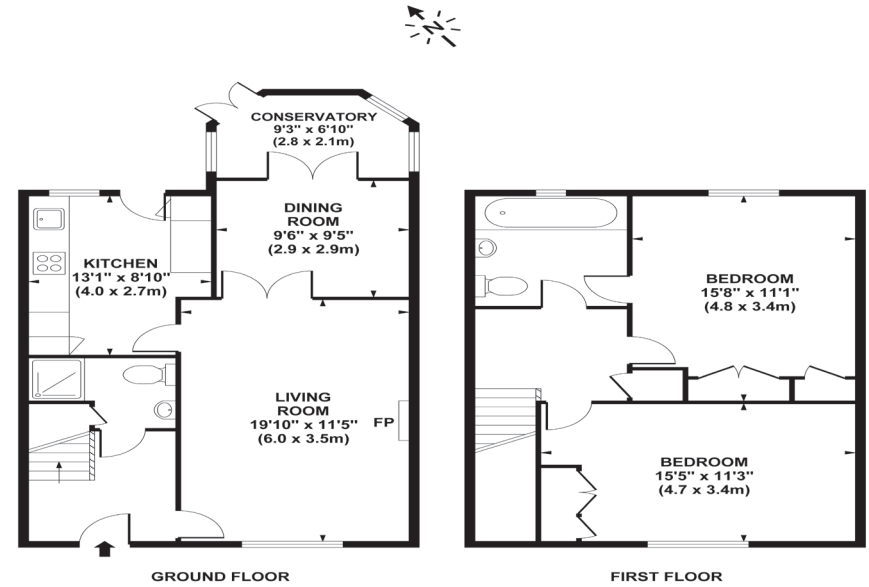 N
CONSERVATORY
9'3" x 6'10"
(2.8 x 2.1m)
DINING
ROOM
9'6" x 9'5"
(2.9 x 2.9m)
KITCHEN
13'1" x 8'10"
(4.0 x 2.7m)
LIVING
ROOM
19'10" x 11'5"
(6.0 x 3.5m)
FP
BEDROOM
15'8" x 11'1"
(4.8 x 3.4m)
BEDROOM
15'5" x 11'3"
(4.7 x 3.4m)
GROUND FLOOR
FIRST FLOOR